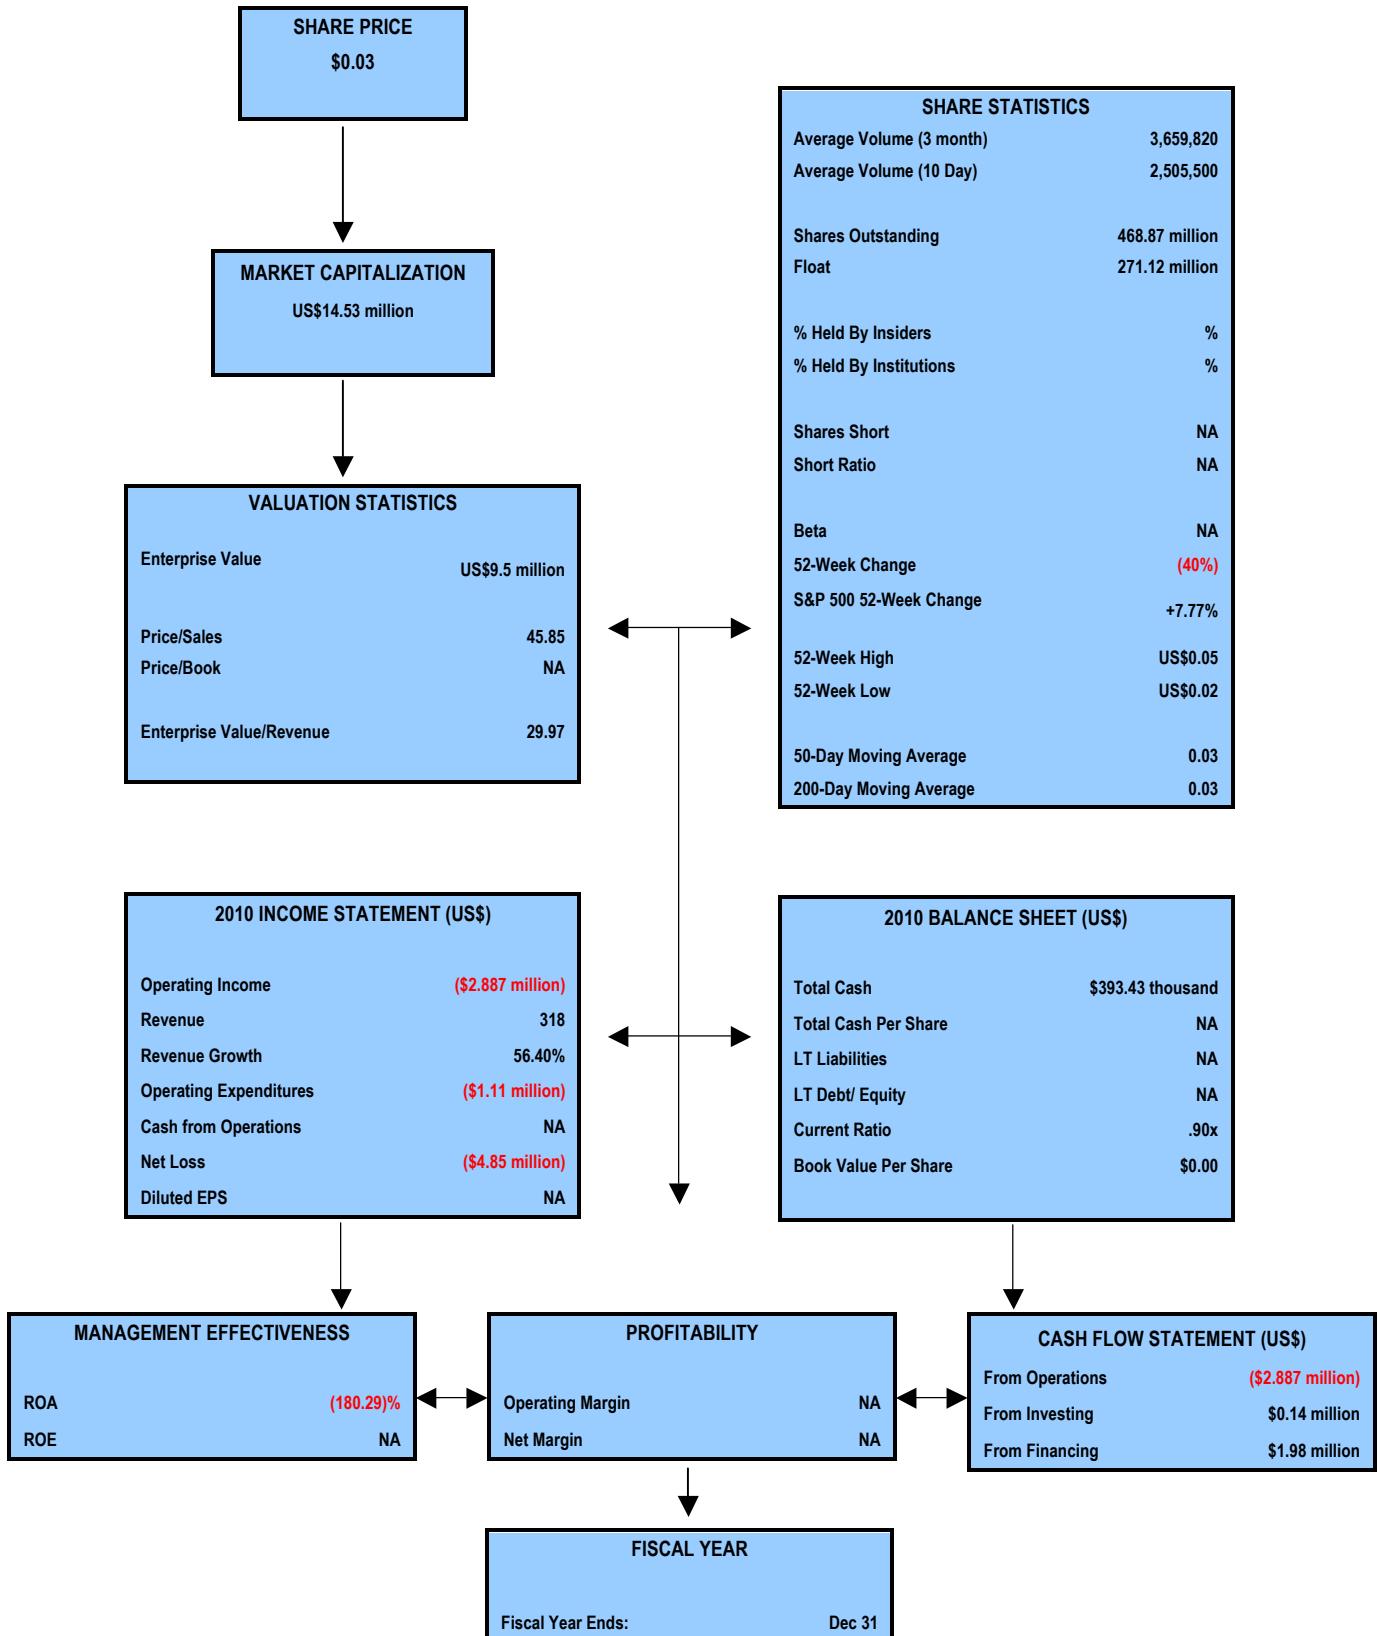 SHARE PRICE
$0.03
MARKET CAPITALIZATION
US$14.53 million
VALUATION STATISTICS
Enterprise Value US$9.5 million
Price/Sales 45.85
Price/Book NA
Enterprise Value/Revenue 29.97
SHARE STATISTICS
Average Volume (3 month) 3,659,820
Average Volume (10 Day) 2,505,500
Shares Outstanding 468.87 million
Float 271.12 million
% Held By Insiders %
% Held By Institutions %
Shares Short NA
Short Ratio NA
Beta NA
52-Week Change (40%)
S&P 500 52-Week Change +7.77%
52-Week High US$0.05
52-Week Low US$0.02
50-Day Moving Average 0.03
200-Day Moving Average 0.03
2010 INCOME STATEMENT (US$)
Operating Income ($2.887 million)
Revenue 318
Revenue Growth 56.40%
Operating Expenditures ($1.11 million)
Cash from Operations NA
Net Loss ($4.85 million)
Diluted EPS NA
2010 BALANCE SHEET (US$)
Total Cash $393.43 thousand
Total Cash Per Share NA
LT Liabilities NA
LT Debt/ Equity NA
Current Ratio .90x
Book Value Per Share $0.00
MANAGEMENT EFFECTIVENESS
ROA (180.29)%
ROE NA
PROFITABILITY
Operating Margin NA
Net Margin NA
CASH FLOW STATEMENT (US$)
From Operations ($2.887 million)
From Investing $0.14 million
From Financing $1.98 million
FISCAL YEAR
Fiscal Year Ends: Dec 31